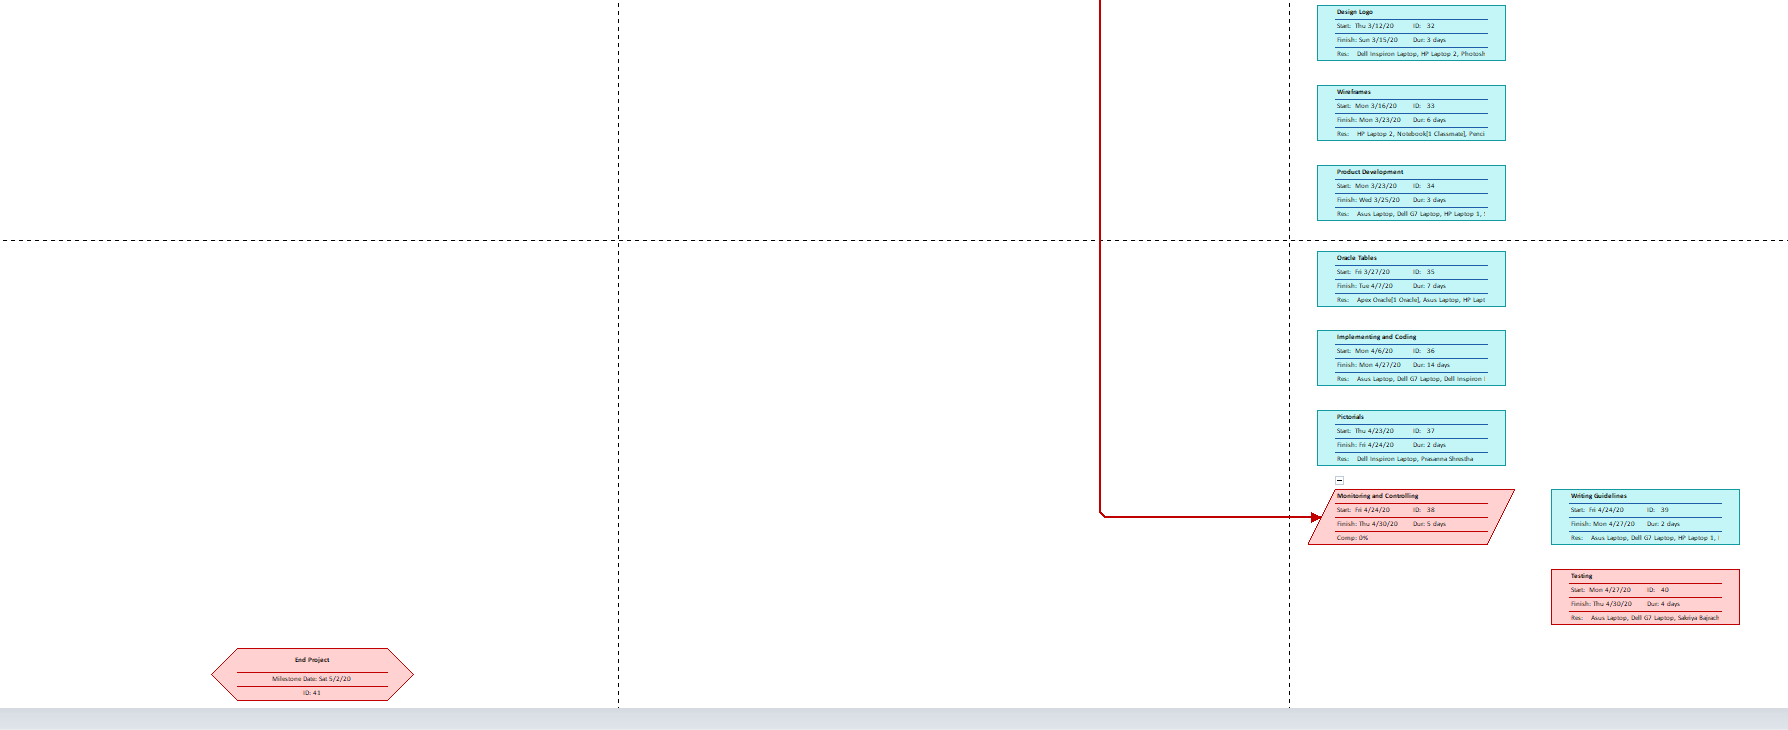 Design Logo
Start: Thu 3/12/20 ID: 32
Finish: Sun 3/15/20 Dur: 3 days
Res: Dell Inspiron Laptop, HP Laptop 2, Photosh
Wireframes
Start: Mon 3/16/20 ID: 33
Finish: Mon 3/23/20 Dur: 6 days
Res: HP Laptop 2, Notebook[1 Classmate], Penci
Product Development
Start: Mon 3/23/20 ID: 34
Finish: Wed 3/25/20 Dur: 3 days
Res: Asus Laptop, Dell G7 Laptop, HP Laptop 1,
Oracle Tables
Start: Fri 3/27/20 ID: 35
Finish: Tue 4/7/20 Dur: 7 days
Res: Apex Oracle[1 Oracle], Asus Laptop, HP Lapt
Implementing and Coding
Start: Mon 4/6/20 ID: 36
Finish: Mon 4/27/20 Dur: 14 days
Res: Asus Laptop, Dell G7 Laptop, Dell Inspiron
Pictorials
Start: Thu 4/23/20 ID: 37
Finish: Fri 4/24/20 Dur: 2 days
Res: Dell Inspiron Laptop, Prasanna Shrestha
Monitoring and Controlling
Start: Fri 4/24/20 ID: 38
Finish: Thu 4/30/20 Dur: 5 days
Comp: 0%
Writing Guidelines
Start: Fri 4/24/20 ID: 39
Finish: Mon 4/27/20 Dur: 2 days
Res: Asus Laptop, Dell G7 Laptop, HP Laptop 1,
Testing
Start: Mon 4/27/20 ID: 40
Finish: Thu 4/30/20 Dur: 4 days
Res: Asus Laptop, Dell G7 Laptop, Sakriya Bajrach
End Project
Milestone Date: Sat 5/2/20
ID: 41